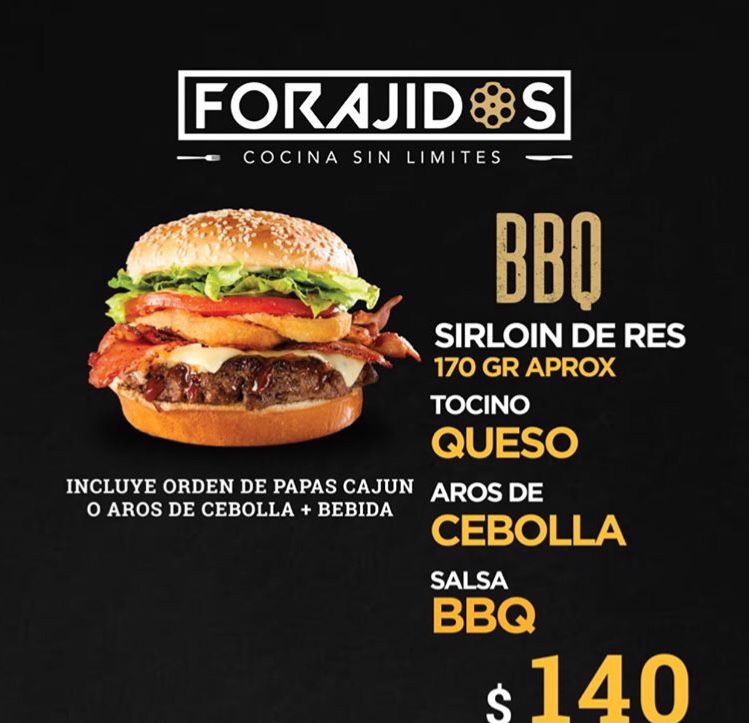 FORAJIDOS
COCINA SIN LIMITES
BBQ
SIRLOIN DE RES
170 GR APROX
TOCINO
QUESO
AROS DE
CEBOLLA
SALSA
BBQ
INCLUYE ORDEN DE PAPAS CAJUN
O AROS DE CEBOLLA + BEBIDA
$ 140